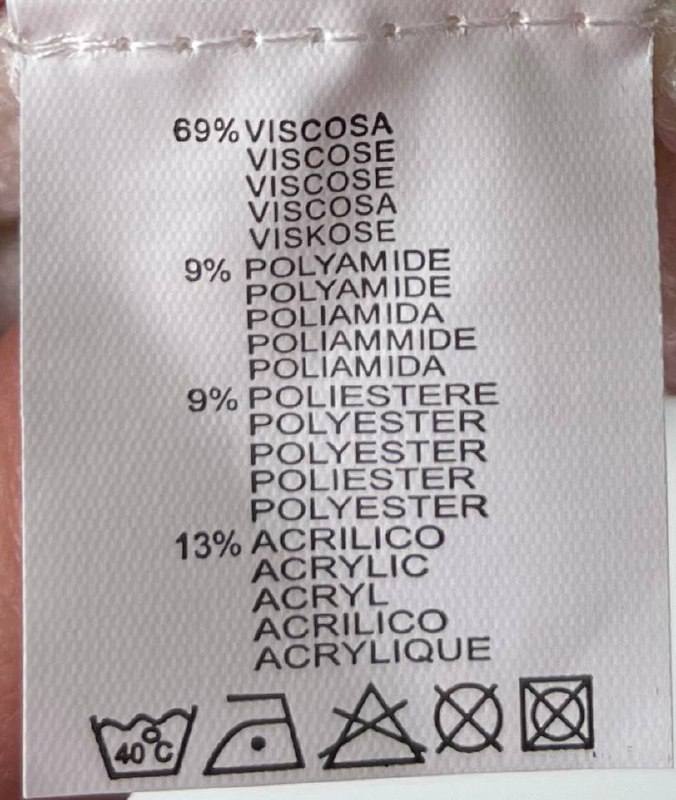 69% VISCOSA
VISCOSE
VISCOSE
VISCOSA
VISKOSE
9% POLYAMIDE
POLYAMIDE
POLIAMIDA
POLIAMMIDE
POLIAMIDA
9% POLIESTERE
POLYESTER
POLYESTER
POLIESTER
POLYESTER
13% ACRILICO
ACRYLIC
ACRYL
ACRILICO
ACRYLIQUE
40°C